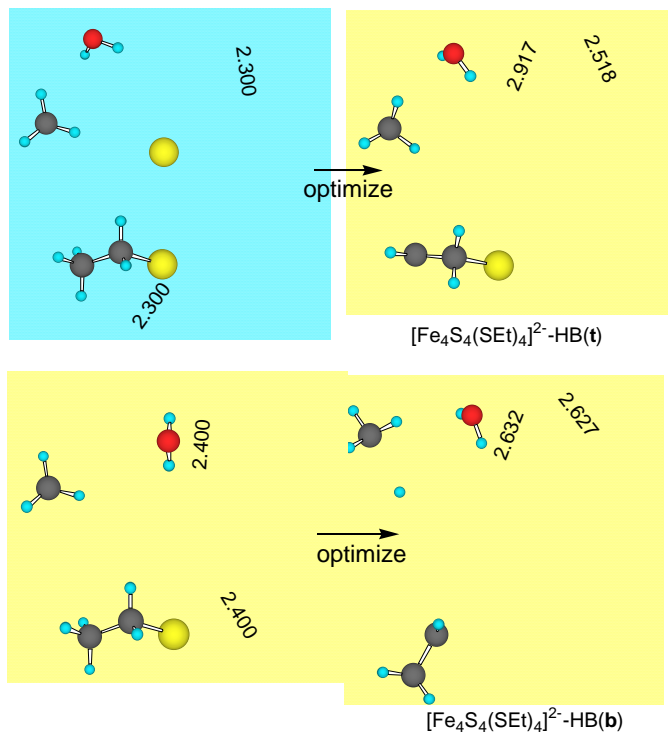 2.300
2.300
optimize
2.917
2.518
[Fe₄S₄(SEt)₄]²⁻-HB(t)
2.400
2.400
optimize
2.632
2.627
[Fe₄S₄(SEt)₄]²⁻-HB(b)